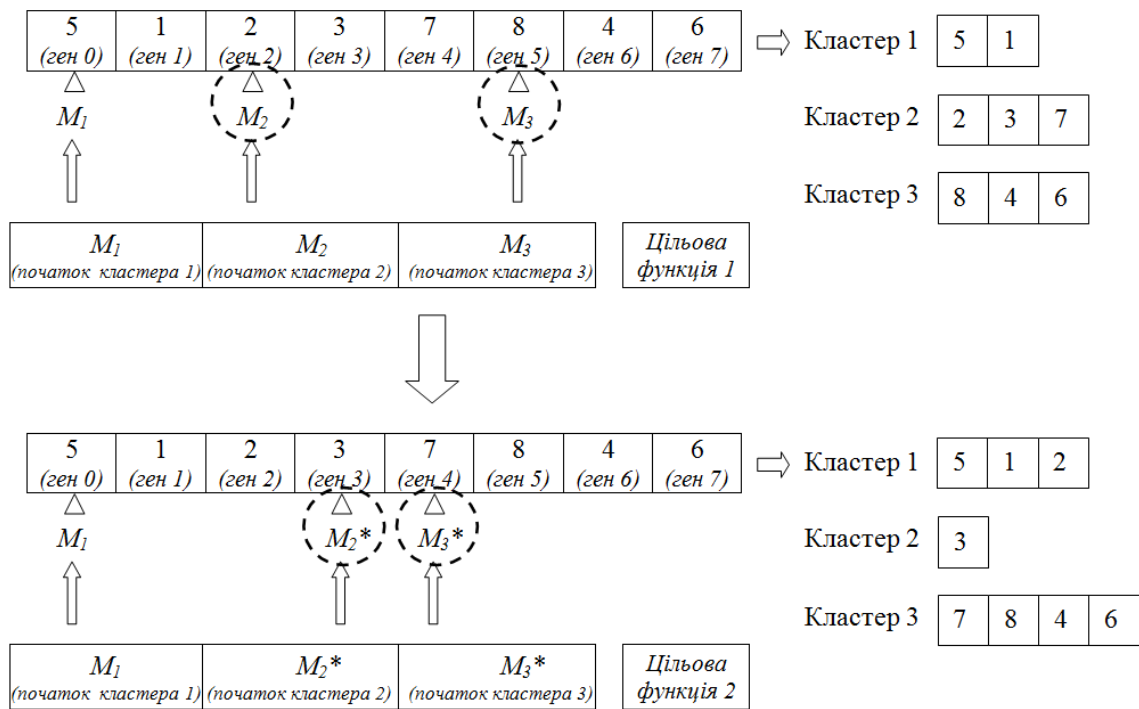 5 1 2 3 7 8 4 6
(ген 0) (ген 1) (ген 2) (ген 3) (ген 4) (ген 5) (ген 6) (ген 7)
Кластер 1 5 1
M1 M2 M3
Кластер 2 2 3 7
Кластер 3 8 4 6
M1 M2 M3 Цільова
(початок кластера 1) (початок кластера 2) (початок кластера 3) функція 1
5 1 2 3 7 8 4 6
(ген 0) (ген 1) (ген 2) (ген 3) (ген 4) (ген 5) (ген 6) (ген 7)
Кластер 1 5 1 2
M1 M2* M3*
Кластер 2 3
Кластер 3 7 8 4 6
M1 M2* M3* Цільова
(початок кластера 1) (початок кластера 2) (початок кластера 3) функція 2